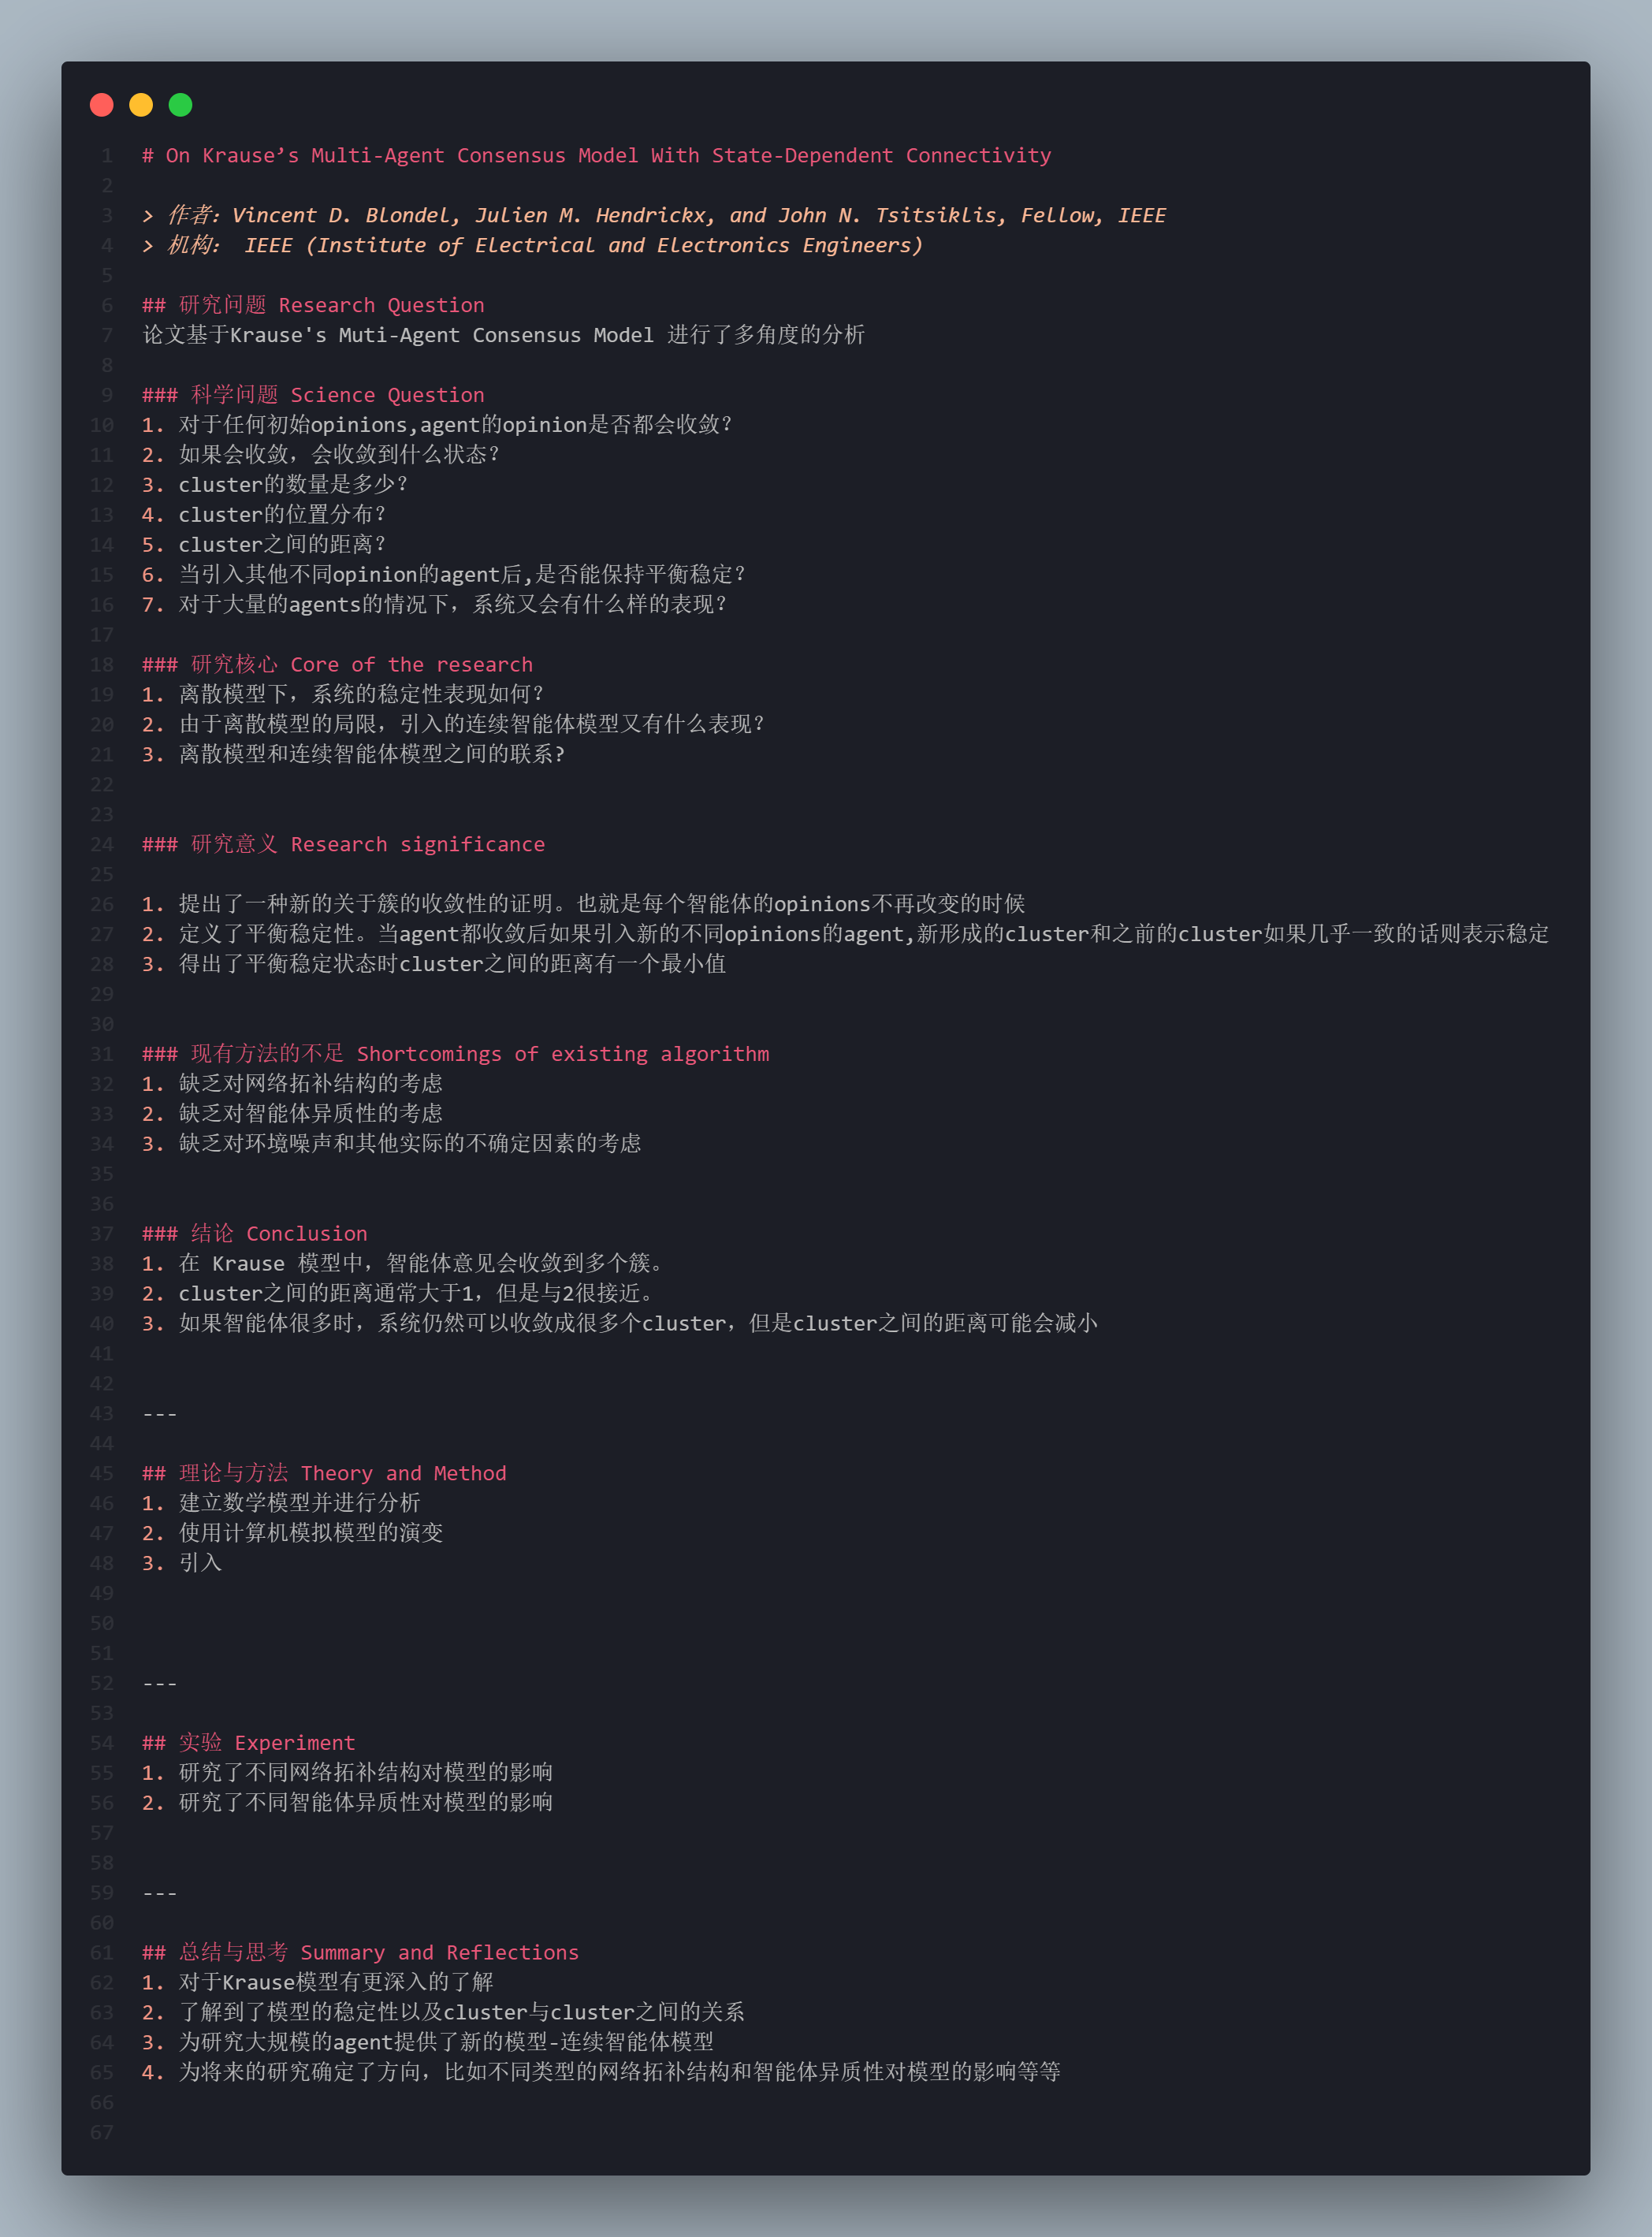 1 # On Krause’s Multi-Agent Consensus Model With State-Dependent Connectivity
2
3 > 作者：Vincent D. Blondel, Julien M. Hendrickx, and John N. Tsitsiklis, Fellow, IEEE
4 > 机构： IEEE (Institute of Electrical and Electronics Engineers)
5
6 ## 研究问题 Research Question
7 论文基于Krause's Muti-Agent Consensus Model 进行了多角度的分析
8
9 ### 科学问题 Science Question
10 1. 对于任何初始opinions,agent的opinion是否都会收敛？
11 2. 如果会收敛，会收敛到什么状态？
12 3. cluster的数量是多少？
13 4. cluster的位置分布？
14 5. cluster之间的距离？
15 6. 当引入其他不同opinion的agent后,是否能保持平衡稳定？
16 7. 对于大量的agents的情况下，系统又会有什么样的表现？
17
18 ### 研究核心 Core of the research
19 1. 离散模型下，系统的稳定性表现如何？
20 2. 由于离散模型的局限，引入的连续智能体模型又有什么表现？
21 3. 离散模型和连续智能体模型之间的联系?
22
23
24 ### 研究意义 Research significance
25
26 1. 提出了一种新的关于簇的收敛性的证明。也就是每个智能体的opinions不再改变的时候
27 2. 定义了平衡稳定性。当agent都收敛后如果引入新的不同opinions的agent,新形成的cluster和之前的cluster如果几乎一致的话则表示稳定
28 3. 得出了平衡稳定状态时cluster之间的距离有一个最小值
29
30
31 ### 现有方法的不足 Shortcomings of existing algorithm
32 1. 缺乏对网络拓补结构的考虑
33 2. 缺乏对智能体异质性的考虑
34 3. 缺乏对环境噪声和其他实际的不确定因素的考虑
35
36
37 ### 结论 Conclusion
38 1. 在 Krause 模型中，智能体意见会收敛到多个簇。
39 2. cluster之间的距离通常大于1，但是与2很接近。
40 3. 如果智能体很多时，系统仍然可以收敛成很多个cluster，但是cluster之间的距离可能会减小
41
42
43 ---
44
45 ## 理论与方法 Theory and Method
46 1. 建立数学模型并进行分析
47 2. 使用计算机模拟模型的演变
48 3. 引入
49
50
51
52 ---
53
54 ## 实验 Experiment
55 1. 研究了不同网络拓补结构对模型的影响
56 2. 研究了不同智能体异质性对模型的影响
57
58
59 ---
60
61 ## 总结与思考 Summary and Reflections
62 1. 对于Krause模型有更深入的了解
63 2. 了解到了模型的稳定性以及cluster与cluster之间的关系
64 3. 为研究大规模的agent提供了新的模型-连续智能体模型
65 4. 为将来的研究确定了方向，比如不同类型的网络拓补结构和智能体异质性对模型的影响等等
66
67